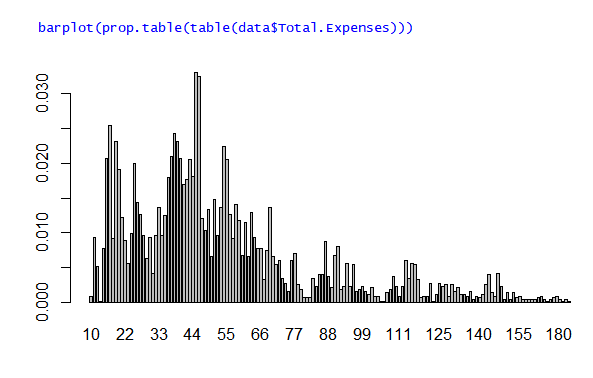 barplot(prop.table(table(data$Total.Expenses)))
0.030
0.020
0.010
0.000
10 22 33 44 55 66 77 88 99 111 125 140 155 180